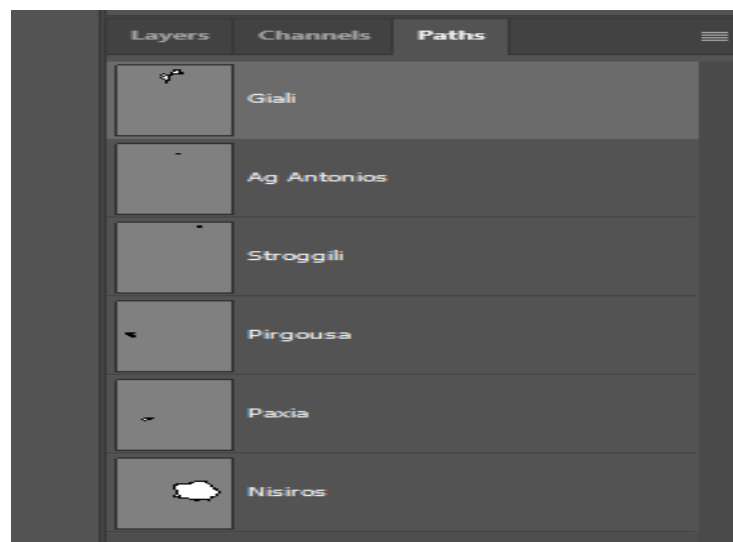 Layers Channels Paths
Giali
Ag Antonios
Stroggili
Pirgousa
Paxia
Nisiros